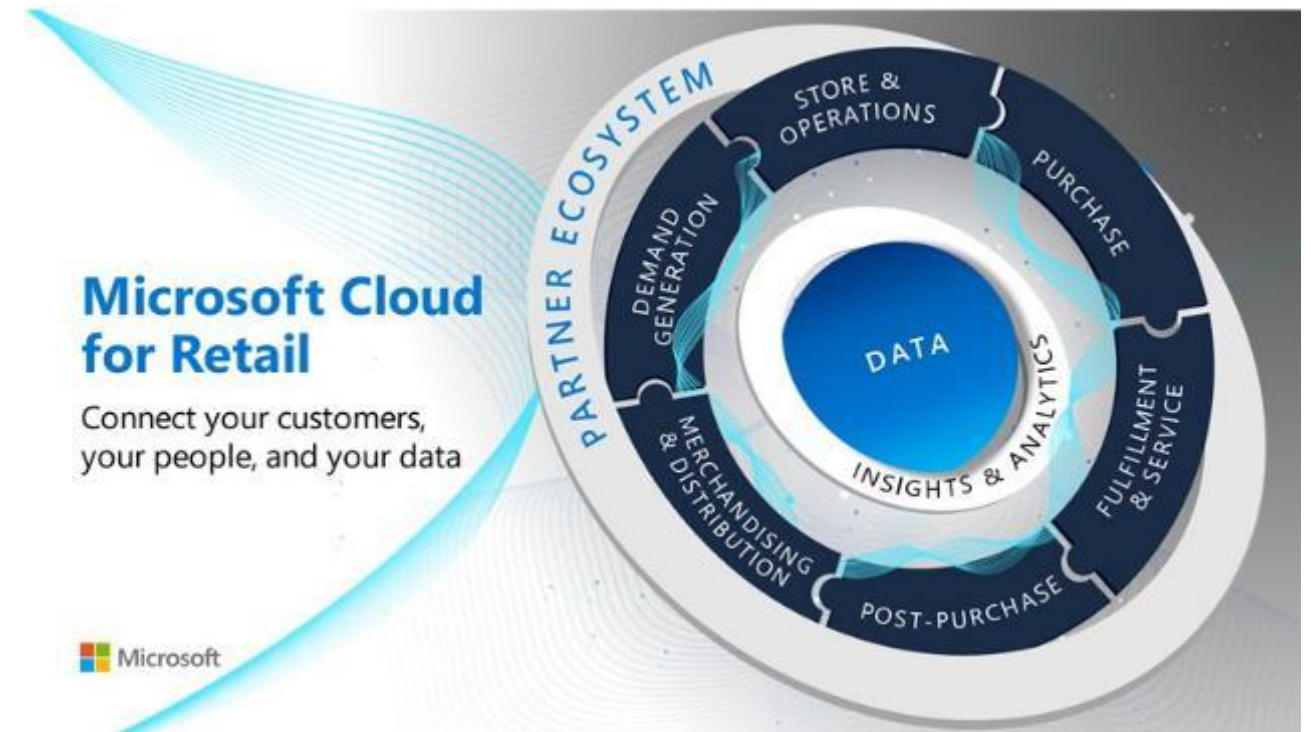 Microsoft Cloud
for Retail
Connect your customers,
your people, and your data
Microsoft
PARTNER ECOSYSTEM
STORE &
OPERATIONS
PURCHASE
FULFILLMENT
& SERVICE
POST-PURCHASE
MERCHANDISING
& DISTRIBUTION
DEMAND
GENERATION
DATA
INSIGHTS & ANALYTICS